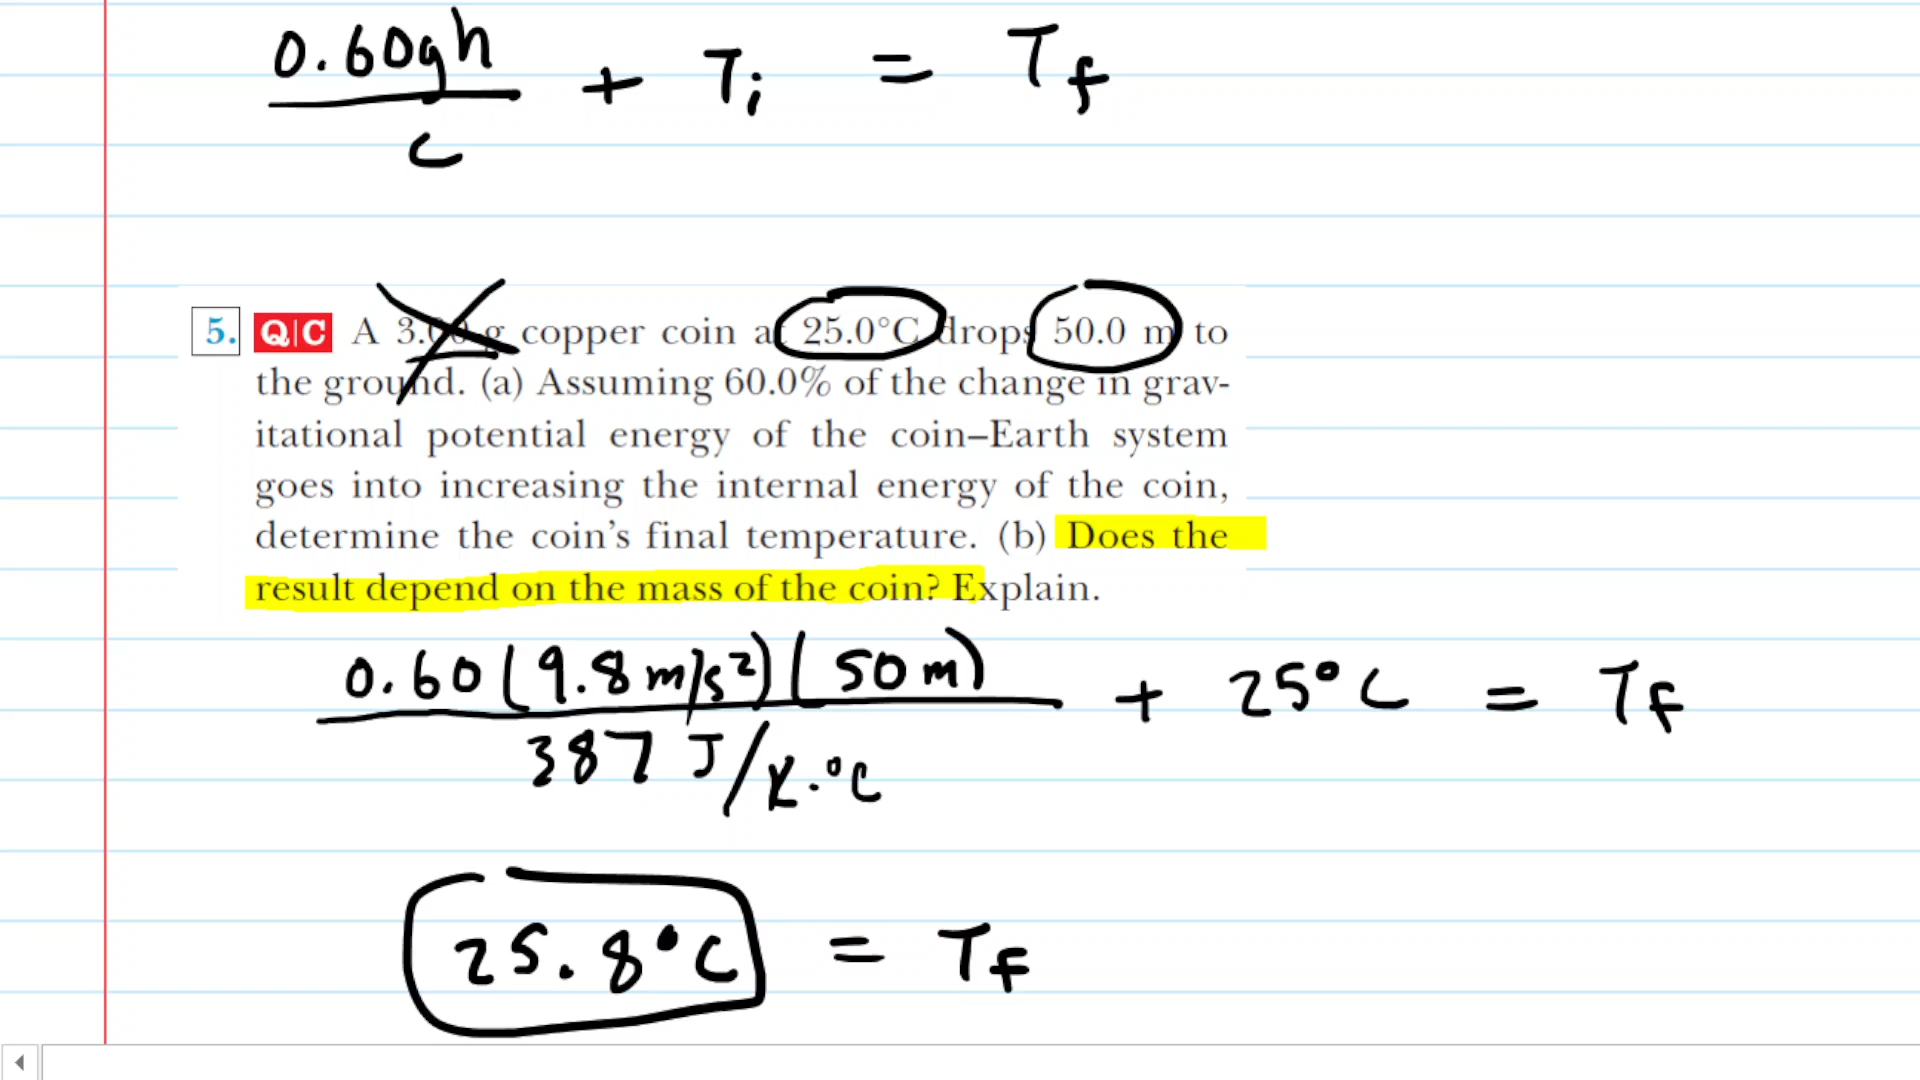 0.60gh
——— + Ti = Tf
c
5. Q|C A 3.00 g copper coin at 25.0°C drops 50.0 m to
the ground. (a) Assuming 60.0% of the change in grav-
itational potential energy of the coin–Earth system
goes into increasing the internal energy of the coin,
determine the coin’s final temperature. (b) Does the
result depend on the mass of the coin? Explain.
0.60(9.8 m/s²)(50 m)
——— + 25°C = Tf
387 J/K·°C
25.8°C = Tf